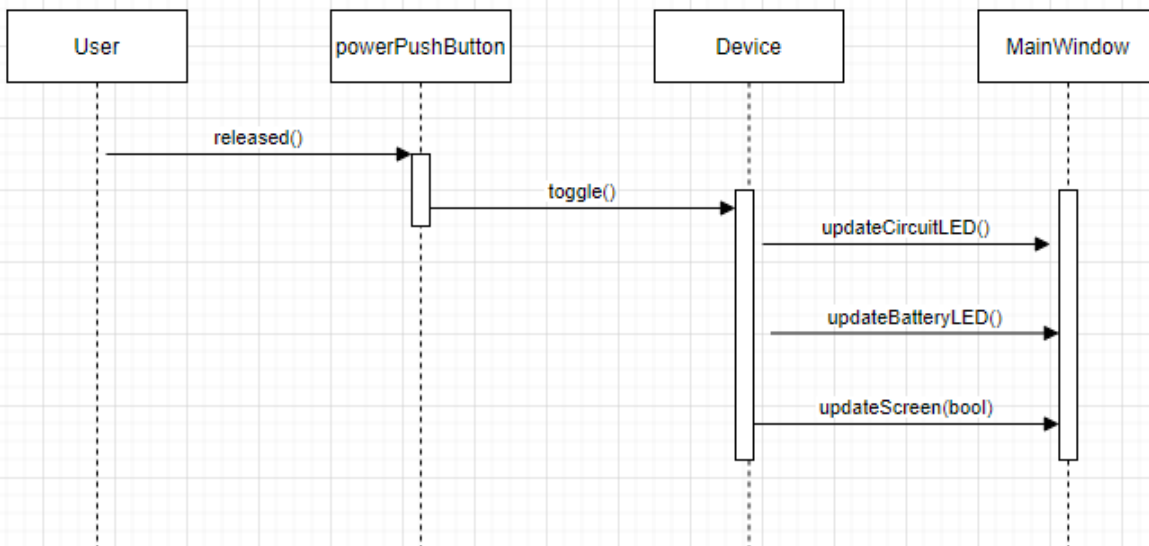 User
powerPushButton
Device
MainWindow
released()
toggle()
updateCircuitLED()
updateBatteryLED()
updateScreen(bool)